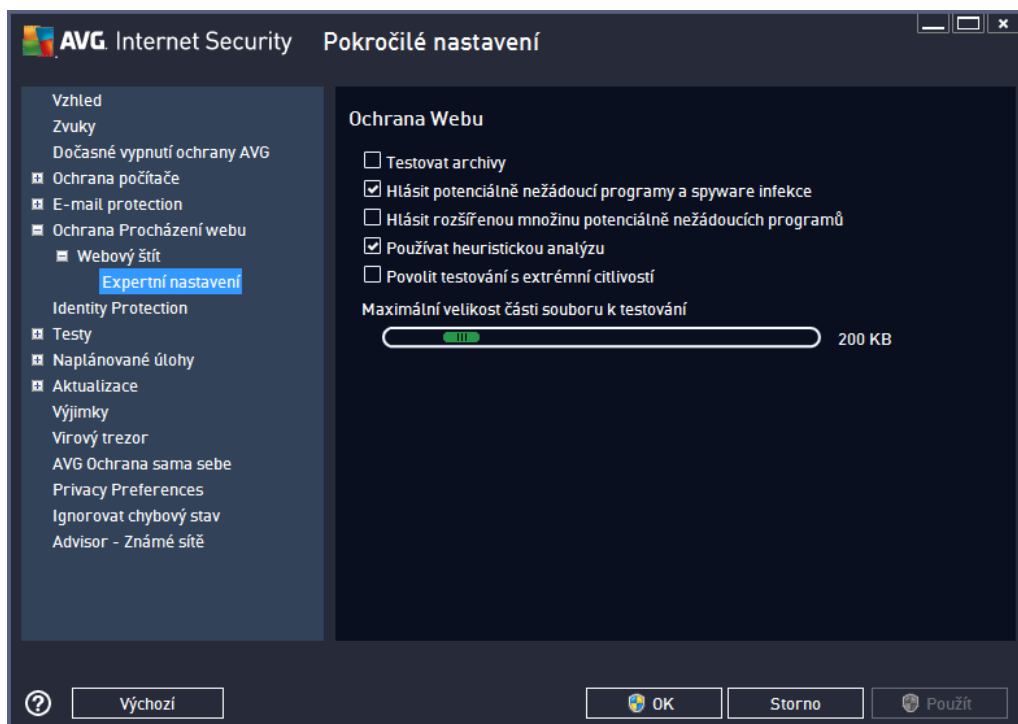 AVG. Internet Security Pokročilé nastavení
Vzhled
Zvuky
Dočasné vypnutí ochrany AVG
Ochrana počítače
E-mail protection
Ochrana Procházení webu
Webový štít
Expertní nastavení
Identity Protection
Testy
Naplánované úlohy
Aktualizace
Výjimky
Virový trezor
AVG Ochrana sama sebe
Privacy Preferences
Ignorovat chybový stav
Advisor - Známé sítě
Ochrana Webu
Testovat archivy
Hlásit potenciálně nežádoucí programy a spyware infekce
Hlásit rozšířenou množinu potenciálně nežádoucích programů
Používat heuristickou analýzu
Povolit testování s extrémní citlivostí
Maximální velikost části souboru k testování
200 KB
? Výchozí OK Storno Použít